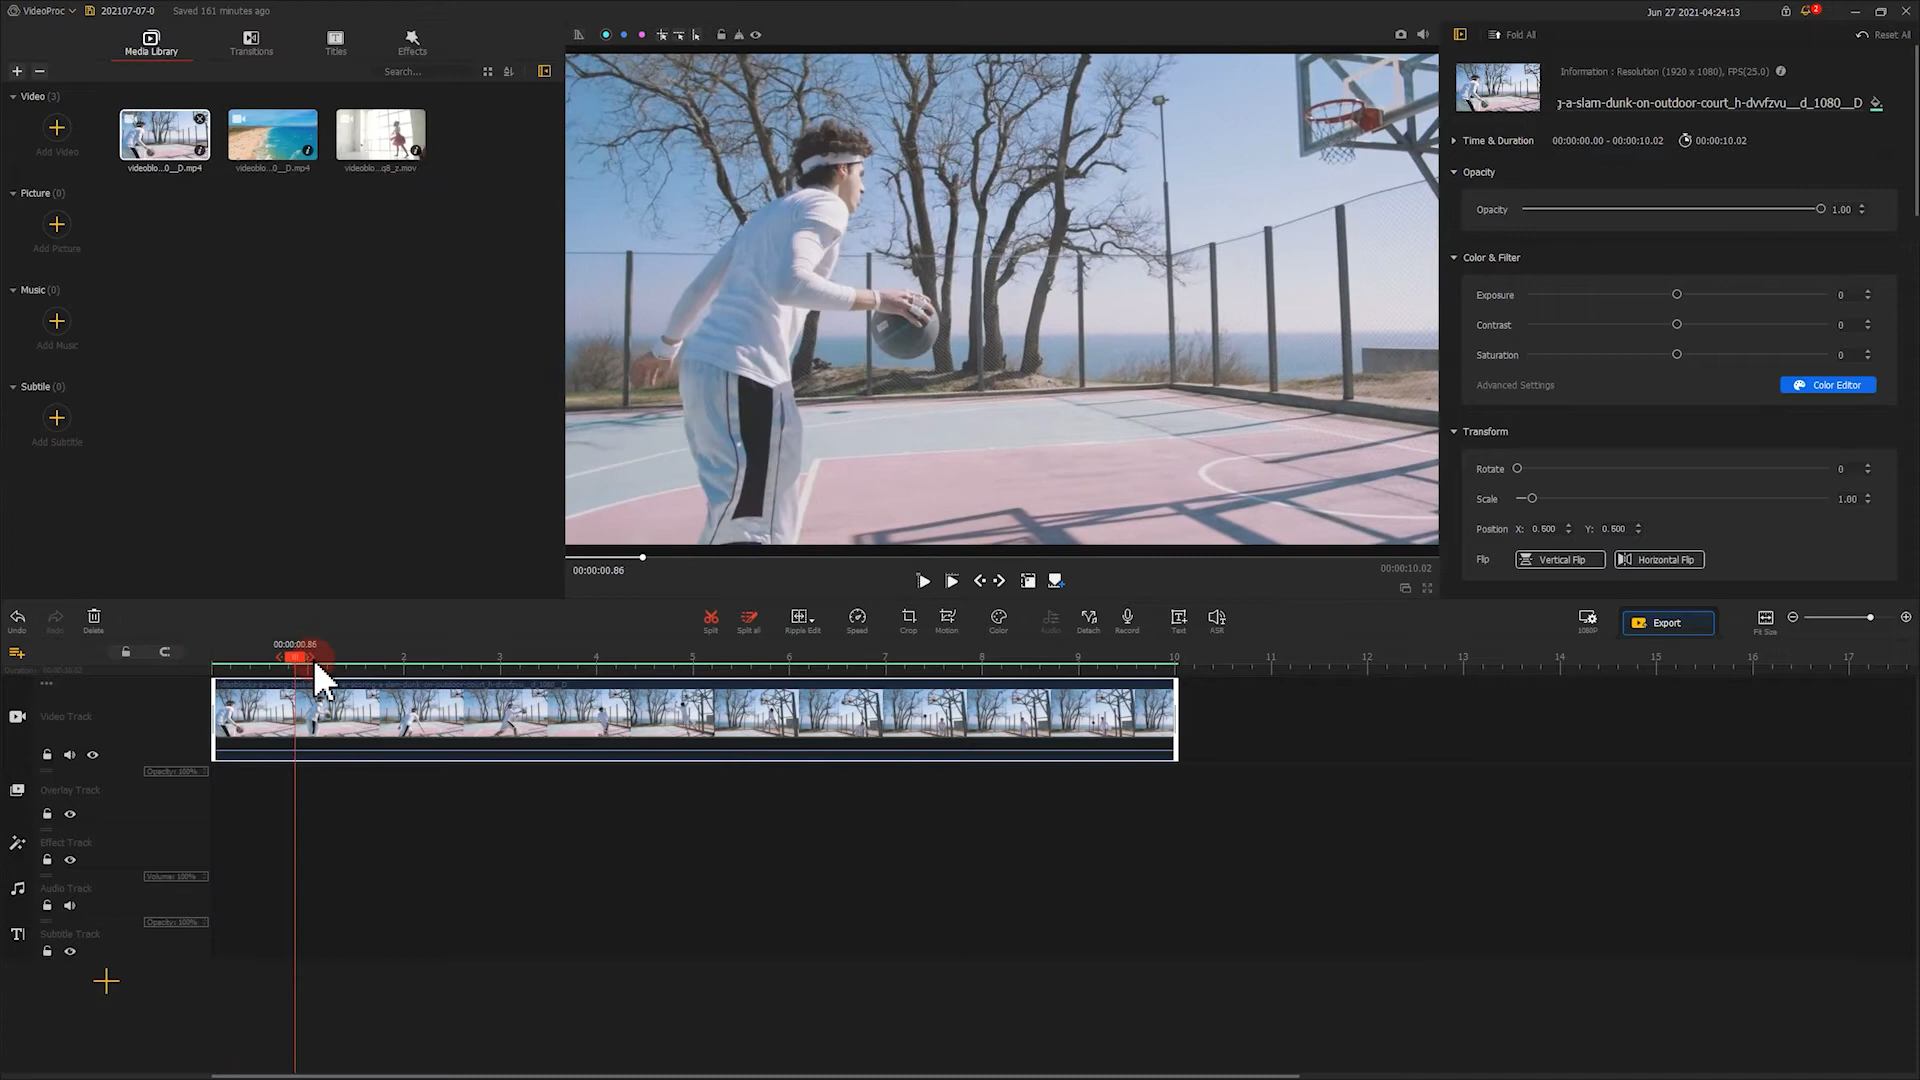 VideoProc
202107-07-0
Saved 161 minutes ago
Jun 27 2021-04:24:13
2
Media Library
Transitions
Titles
Effects
Fold All
Reset All
Search...
Information : Resolution (1920 x 1080), FPS(25.0)
g-a-slam-dunk-on-outdoor-court_h-dvvfzvu__d_1080__D
Video (3)
Add Video
videoblo...0__D.mp4
videoblo...0__D.mp4
videoblo...q8_z.mov
Time & Duration
00:00:00.00 - 00:00:10.02
00:00:10.02
Opacity
Picture (0)
Opacity
1.00
Add Picture
Color & Filter
Music (0)
Exposure
0
Contrast
0
Add Music
Saturation
0
Subtile (0)
Advanced Settings
Color Editor
Add Subtitle
Transform
Rotate
0
Scale
1.00
Position X: 0.500 Y: 0.500
Flip
Vertical Flip
Horizontal Flip
00:00:00.86
00:00:10.02
Undo
Redo
Delete
Split
Split all
Ripple Edit
Speed
Crop
Motion
Color
Audio
Detach
Record
Text
ASR
1080P
Export
Fit Size
00:00:00.86
2 3 4 5 6 7 8 9 10 11 12 13 14 15 16 17
Video Track
Opacity: 100%
Overlay Track
Effect Track
Volume: 100%
Audio Track
Opacity: 100%
Subtitle Track